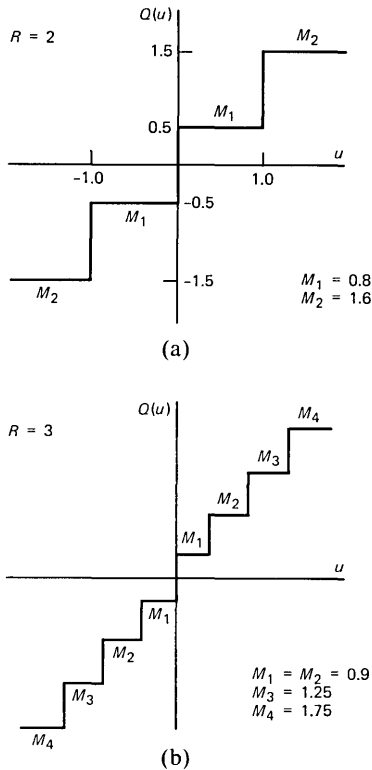 Q(u)
R = 2
1.5
M₂
M₁
0.5
u
-1.0
1.0
M₁
-0.5
M₂
-1.5
M₁ = 0.8
M₂ = 1.6
(a)
Q(u)
R = 3
M₄
M₃
M₂
M₁
u
M₁
M₂
M₃
M₄
M₁ = M₂ = 0.9
M₃ = 1.25
M₄ = 1.75
(b)